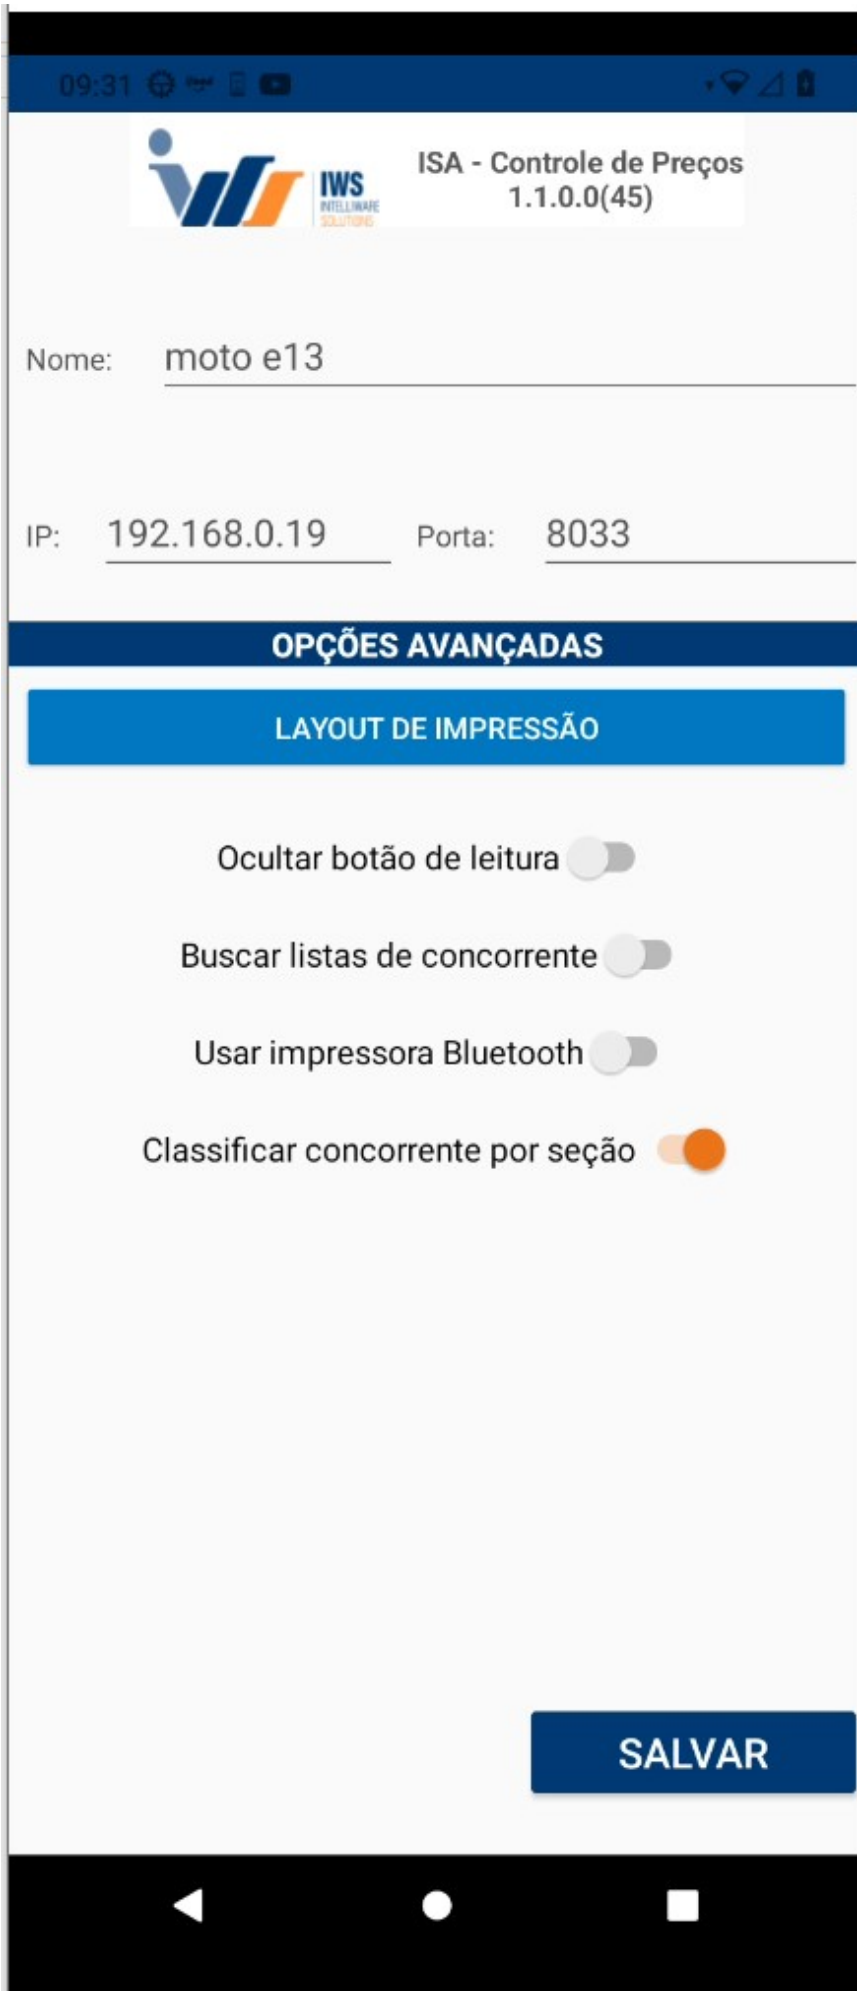 09:31
IWS
INTELLIWARE
SOLUTIONS
ISA - Controle de Preços
1.1.0.0(45)
Nome: moto e13
IP: 192.168.0.19 Porta: 8033
OPÇÕES AVANÇADAS
LAYOUT DE IMPRESSÃO
Ocultar botão de leitura
Buscar listas de concorrente
Usar impressora Bluetooth
Classificar concorrente por seção
SALVAR